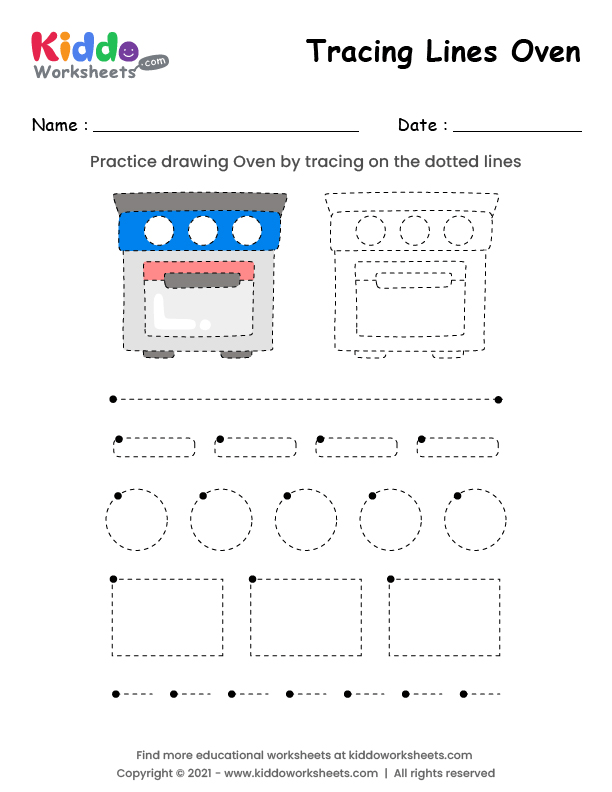 Kiddo
Worksheets
.com
Tracing Lines Oven
Name :
Date :
Practice drawing Oven by tracing on the dotted lines
Find more educational worksheets at kiddoworksheets.com
Copyright © 2021 - www.kiddoworksheets.com | All rights reserved